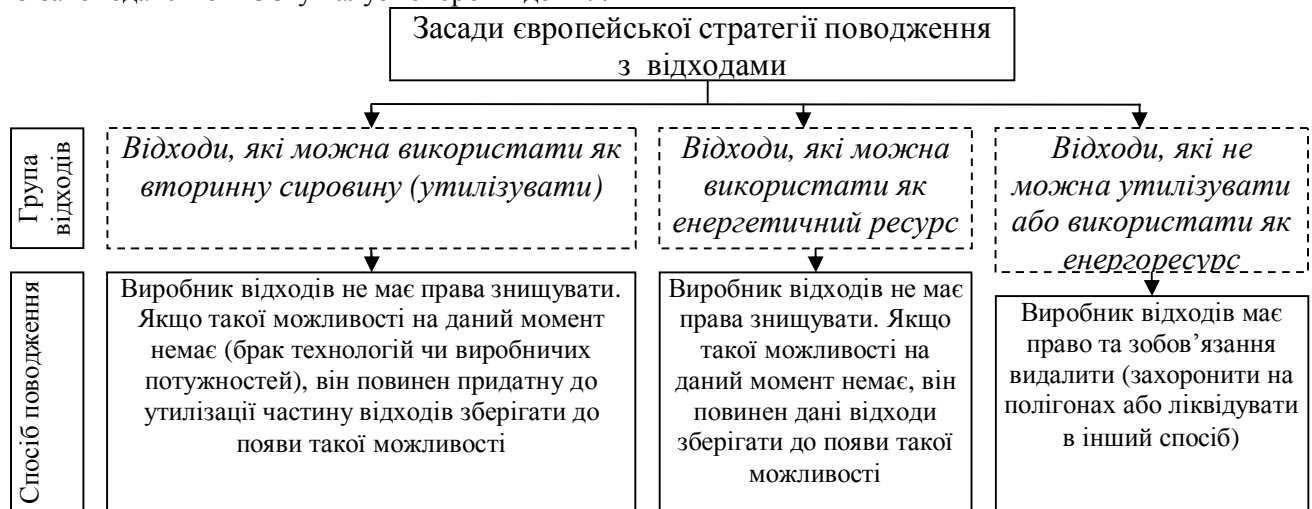 Засади європейської стратегії поводження
з відходами
Група
відходів
Відходи, які можна використати як
вторинну сировину (утилізувати)
Відходи, які можна
використати як
енергетичний ресурс
Відходи, які не
можна утилізувати
або використати як
енергоресурс
Спосіб поводження
Виробник відходів не має права знищувати.
Якщо такої можливості на даний момент
немає (брак технологій чи виробничих
потужностей), він повинен придатну до
утилізації частину відходів зберігати до
появи такої можливості
Виробник відходів не має
права знищувати. Якщо
такої можливості на
даний момент немає, він
повинен дані відходи
зберігати до появи такої
можливості
Виробник відходів має
право та зобов’язання
видалити (захоронити на
полігонах або ліквідувати
в інший спосіб)